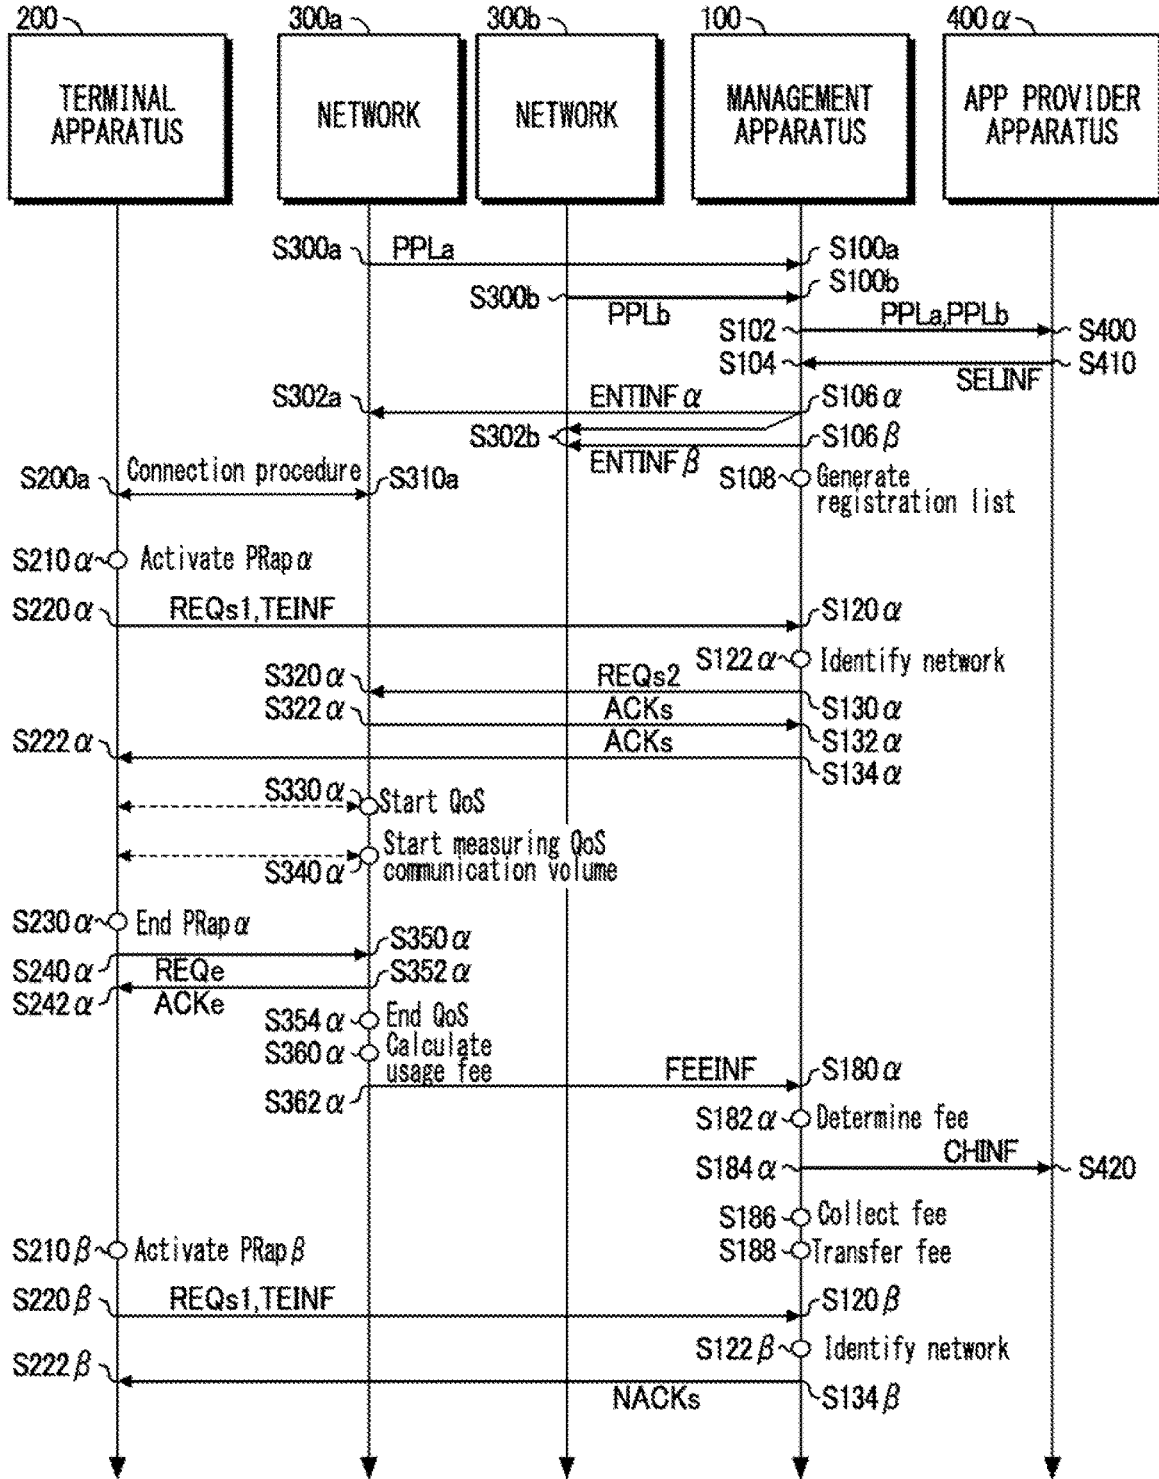 200
300a
300b
100
400α
TERMINAL
APPARATUS
NETWORK
NETWORK
MANAGEMENT
APPARATUS
APP PROVIDER
APPARATUS
S300a
PPLa
S100a
S300b
PPLb
S100b
S102
PPLa,PPLb
S400
S104
SELINF
S410
S302a
ENTINFα
S106α
S302b
ENTINFβ
S106β
S200a
Connection procedure
S310a
S108
Generate
registration list
S210α
Activate PRapα
S220α
REQs1,TEINF
S120α
S122α
Identify network
S320α
REQs2
S130α
S322α
ACKs
S132α
S222α
ACKs
S134α
S330α
Start QoS
S340α
Start measuring QoS
communication volume
S230α
End PRapα
S240α
REQe
S350α
S242α
ACKe
S352α
S354α
End QoS
S360α
Calculate
usage fee
S362α
FEEINF
S180α
S182α
Determine fee
S184α
CHINF
S420
S186
Collect fee
S188
Transfer fee
S210β
Activate PRapβ
S220β
REQs1,TEINF
S120β
S122β
Identify network
S222β
NACKs
S134β